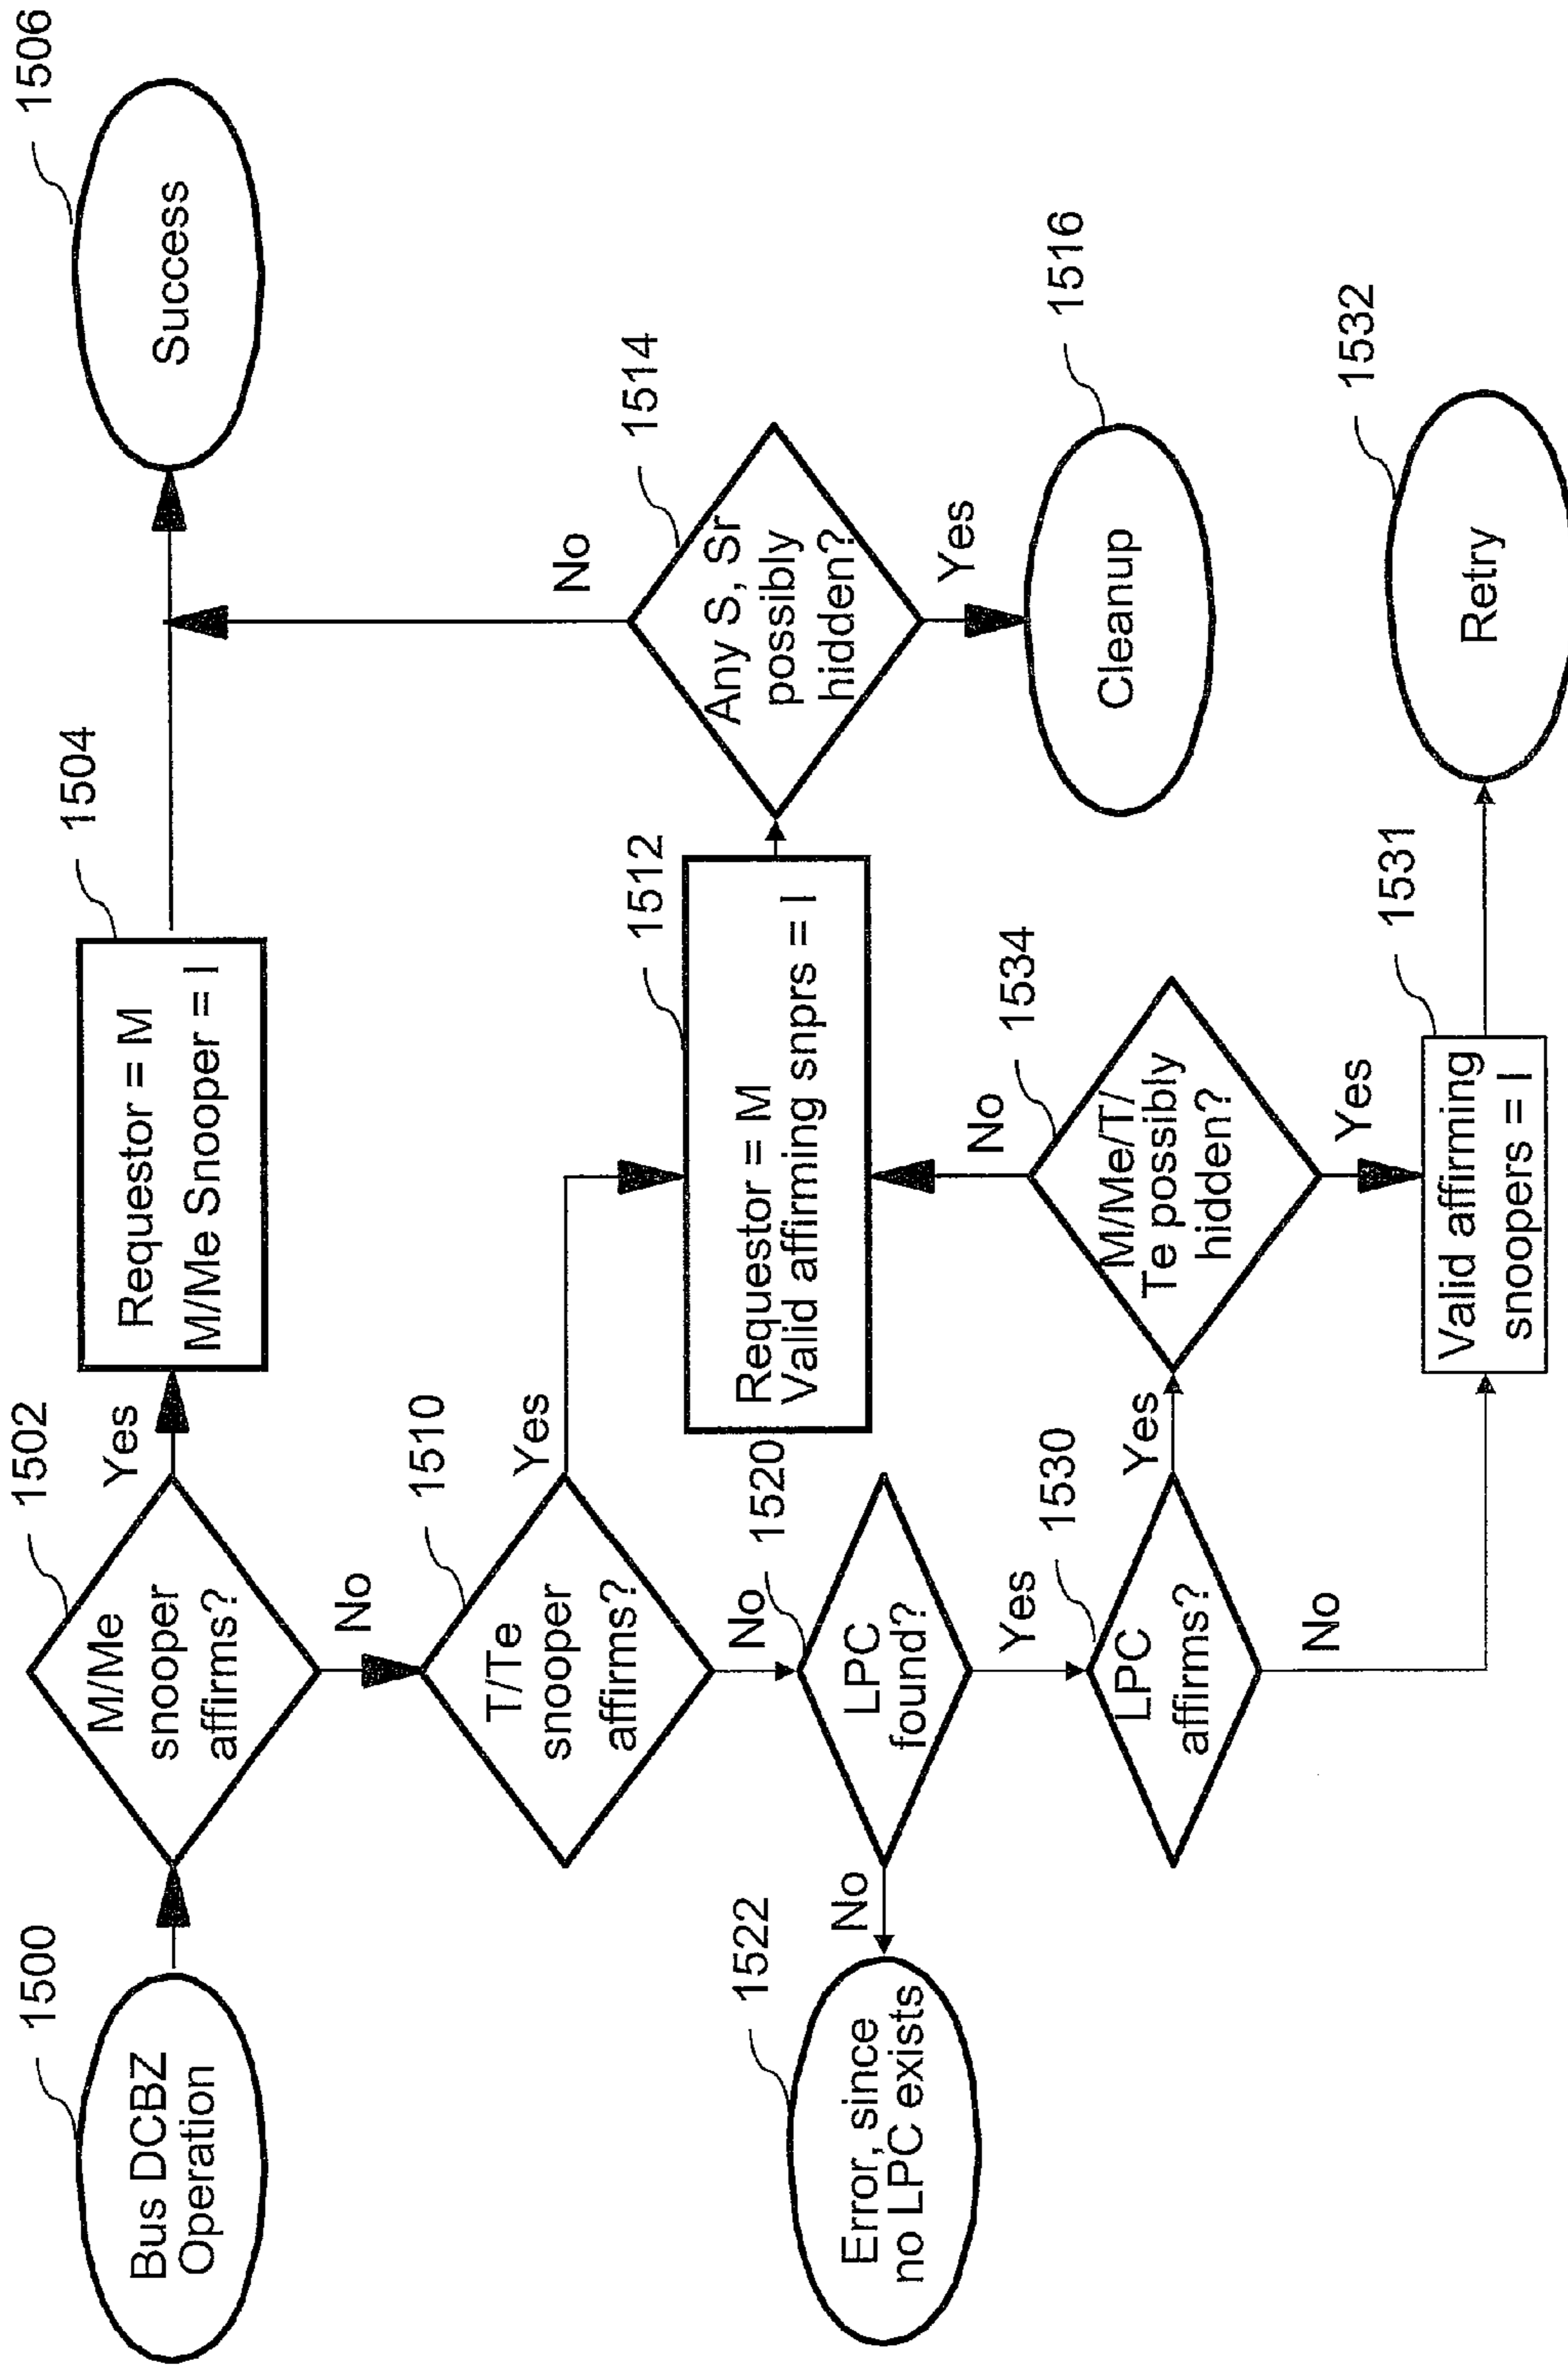 1500
Bus DCBZ
Operation
1502
M/Me
snooper
affirms?
Yes
No
1504
Requestor = M
M/Me Snooper = I
1506
Success
1510
T/Te
snooper
affirms?
Yes
No
1512
Requestor = M
Valid affirming snprs = I
1514
Any S, Sr
possibly
hidden?
No
Yes
1516
Cleanup
1520
LPC
found?
No
Yes
1522
Error, since
no LPC exists
1530
LPC
affirms?
Yes
No
1534
M/Me/T/
Te possibly
hidden?
No
Yes
1531
Valid affirming
snoopers = I
1532
Retry